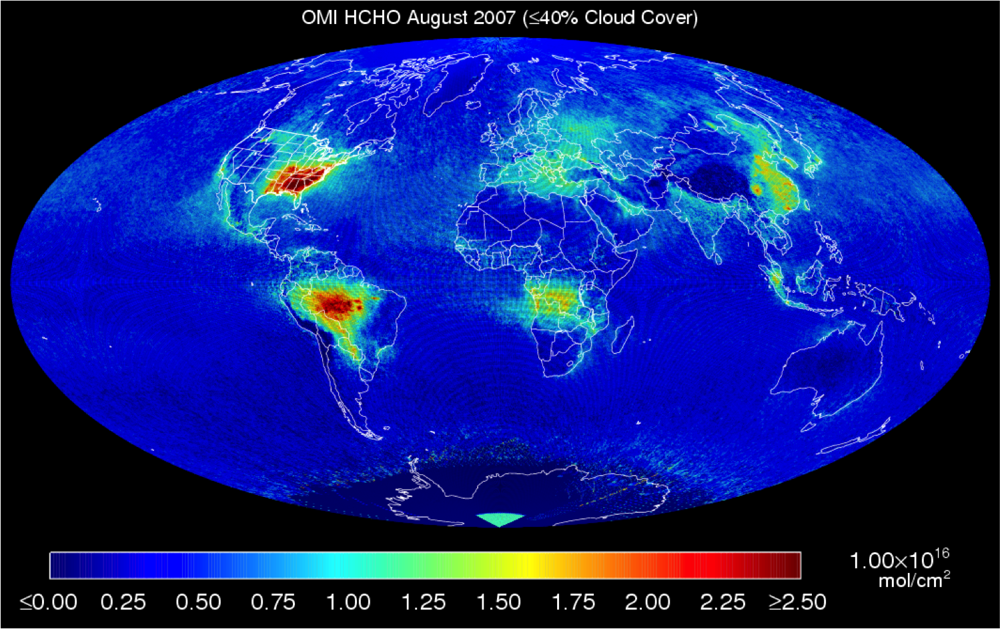 OMI HCHO August 2007 (≤40% Cloud Cover)
1.00×10¹⁶
mol/cm²
≤0.00 0.25 0.50 0.75 1.00 1.25 1.50 1.75 2.00 2.25 ≥2.50